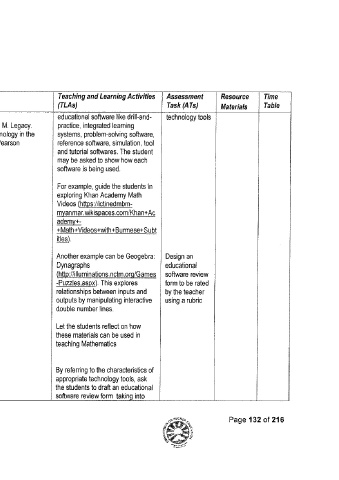 Teaching and Learning Activities
(TLAs)
Assessment
Task (ATs)
Resource
Materials
Time
Table
M. Legacy.
nology in the
Pearson
educational software like drill-and-
practice, integrated learning
systems, problem-solving software,
reference software, simulation, tool
and tutorial softwares. The student
may be asked to show how each
software is being used.
For example, guide the students in
exploring Khan Academy Math
Videos (https://ictinedmbm-
myanmar.wikispaces.com/Khan+Ac
ademy+-
+Math+Videos+with+Burmese+Subt
itles).
Another example can be Geogebra:
Dynagraphs
(http://illuminations.nctm.org/Games
-Puzzles.aspx). This explores
relationships between inputs and
outputs by manipulating interactive
double number lines.
Let the students reflect on how
these materials can be used in
teaching Mathematics
By referring to the characteristics of
appropriate technology tools, ask
the students to draft an educational
software review form taking into
technology tools
Design an
educational
software review
form to be rated
by the teacher
using a rubric
Page 132 of 216